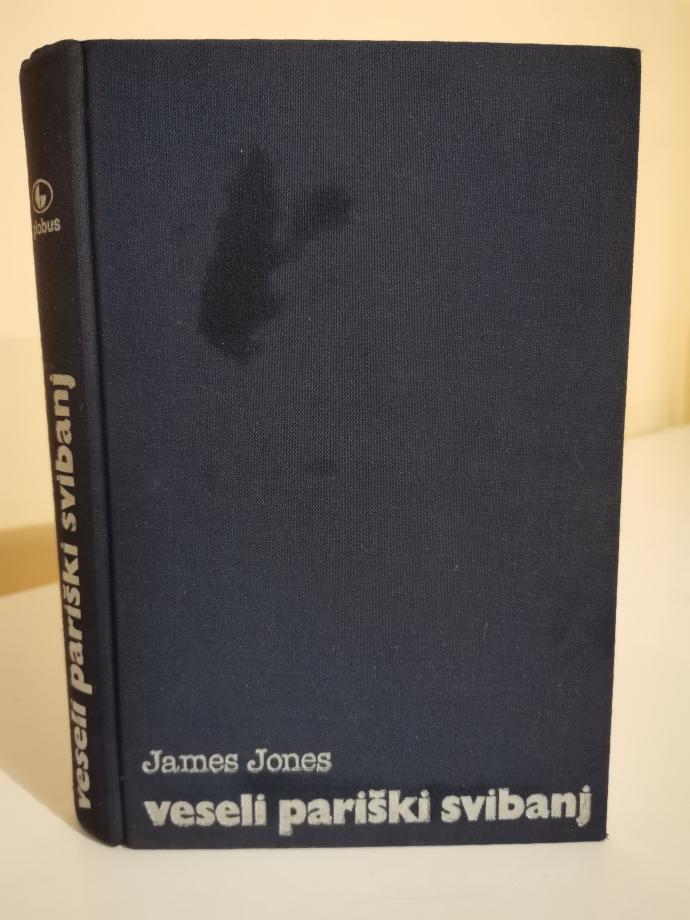 globus
veseli pariški svibanj
James Jones
veseli pariški svibanj